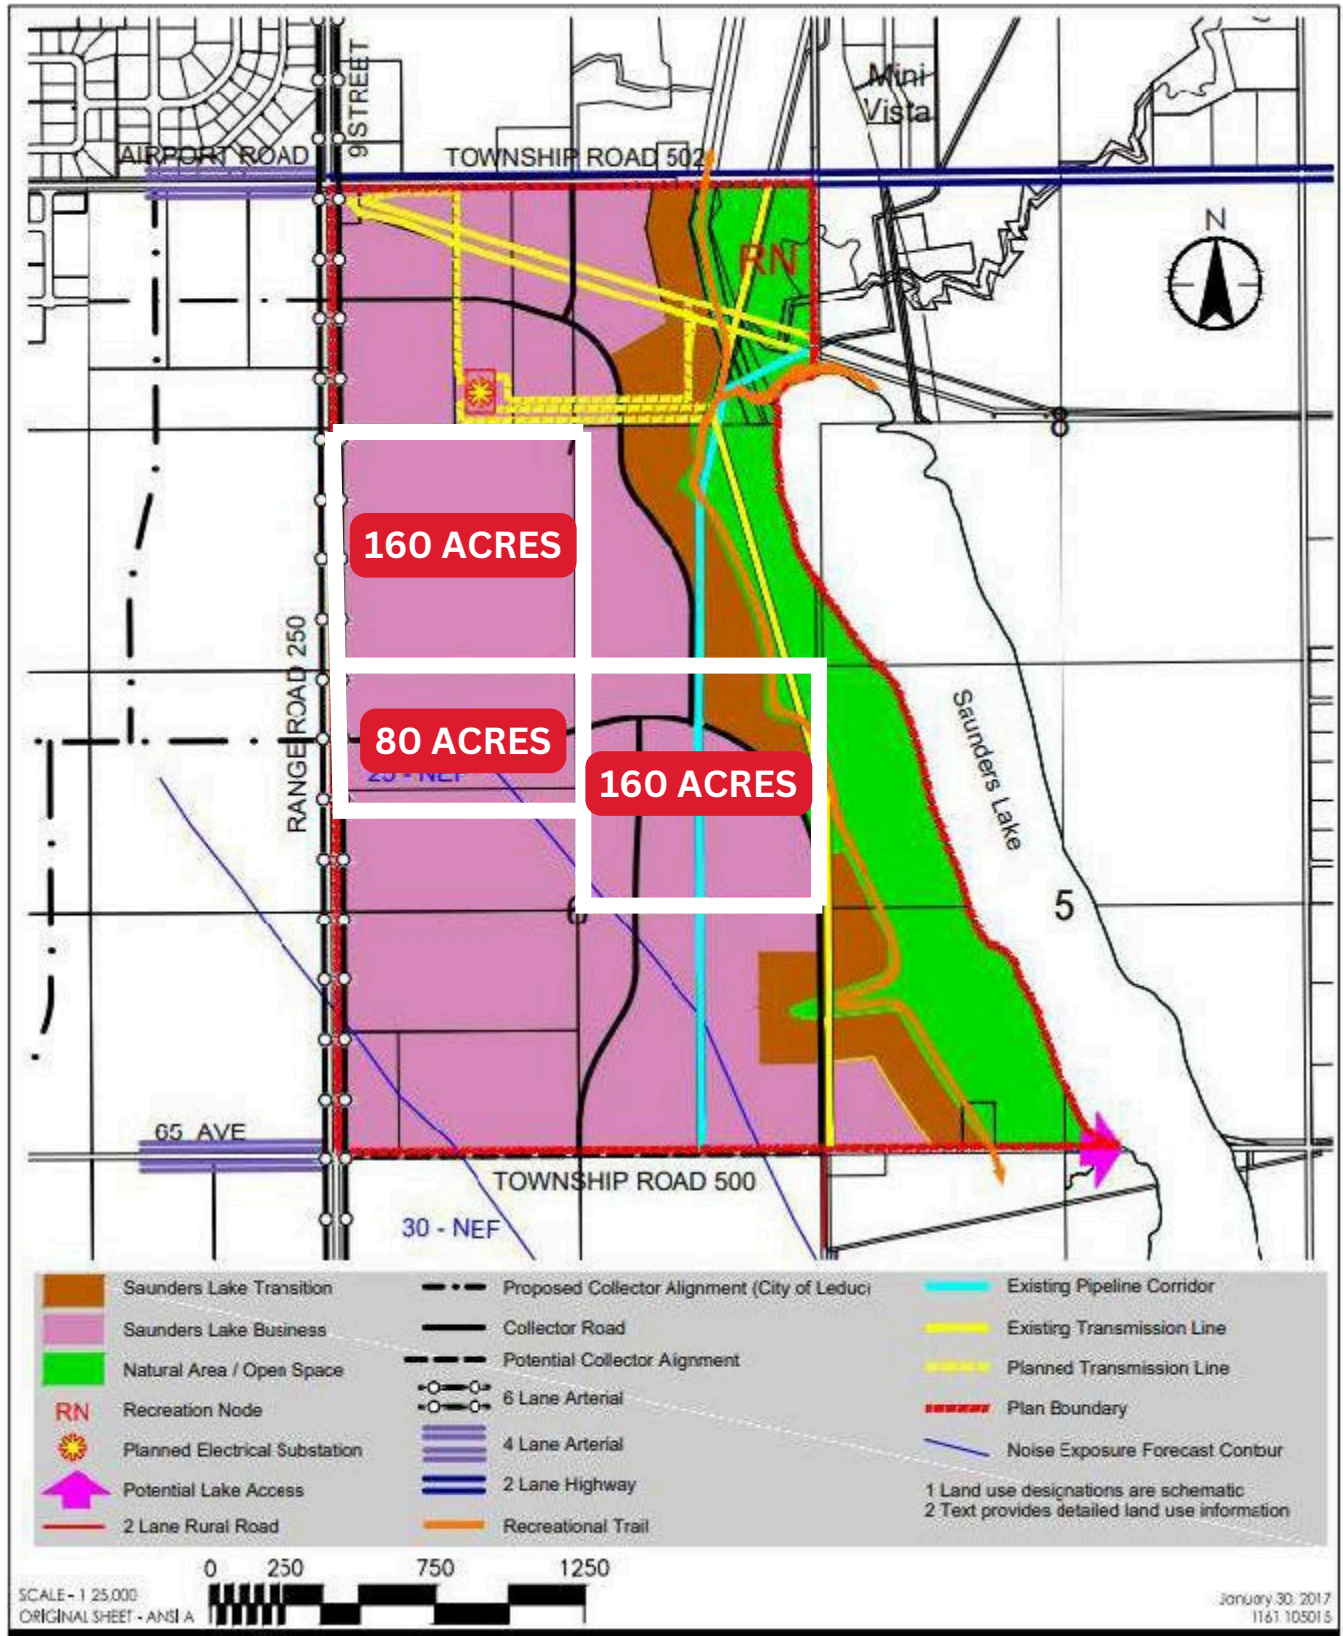 9 STREET
Mini
Vista
AIRPORT ROAD
TOWNSHIP ROAD 502
RN
N
160 ACRES
RANGE ROAD 250
80 ACRES
25 - NEF
160 ACRES
Saunders Lake
6
5
65 AVE
TOWNSHIP ROAD 500
30 - NEF
Saunders Lake Transition
Saunders Lake Business
Natural Area / Open Space
RN Recreation Node
Planned Electrical Substation
Potential Lake Access
2 Lane Rural Road
Proposed Collector Alignment (City of Leduc)
Collector Road
Potential Collector Alignment
6 Lane Arterial
4 Lane Arterial
2 Lane Highway
Recreational Trail
Existing Pipeline Corridor
Existing Transmission Line
Planned Transmission Line
Plan Boundary
Noise Exposure Forecast Contour
1 Land use designations are schematic
2 Text provides detailed land use information
0 250 750 1250
SCALE - 1 25,000
ORIGINAL SHEET - ANSI A
January 30, 2017
1161 105015